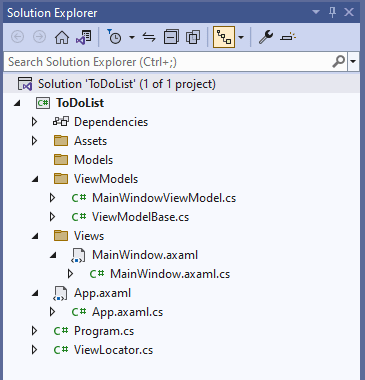 Solution Explorer
Search Solution Explorer (Ctrl+;)
Solution 'ToDoList' (1 of 1 project)
C# ToDoList
Dependencies
Assets
Models
ViewModels
C# MainWindowViewModel.cs
C# ViewModelBase.cs
Views
MainWindow.axaml
C# MainWindow.axaml.cs
App.axaml
C# App.axaml.cs
C# Program.cs
C# ViewLocator.cs